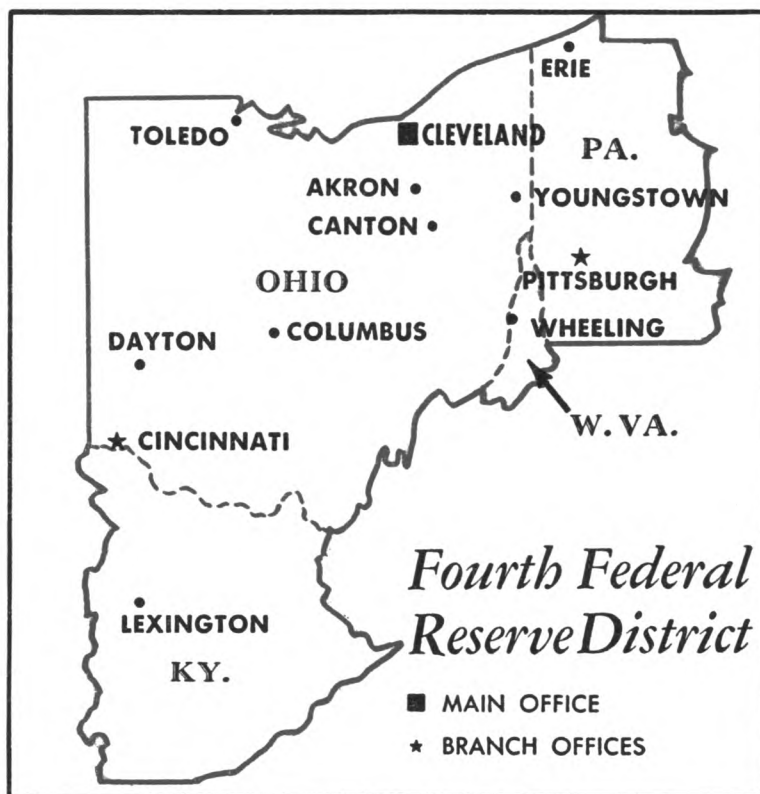 ERIE
TOLEDO
CLEVELAND
PA.
AKRON
YOUNGSTOWN
CANTON
OHIO
PITTSBURGH
DAYTON
COLUMBUS
WHEELING
W. VA.
CINCINNATI
Fourth Federal
Reserve District
LEXINGTON
KY.
MAIN OFFICE
BRANCH OFFICES